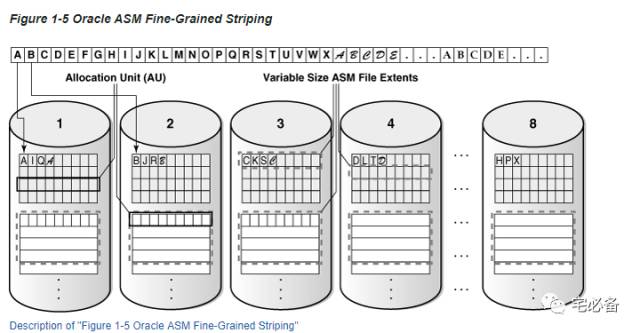 Figure 1-5 Oracle ASM Fine-Grained Striping
A B C D E F G H I J K L M N O P Q R S T U V W X A B C D E . . . A B C D E . . .
Allocation Unit (AU) Variable Size ASM File Extents
1 2 3 4 8
A I Q A B J R B C K S C D L T D . . . H P X
Description of "Figure 1-5 Oracle ASM Fine-Grained Striping"
宅必备